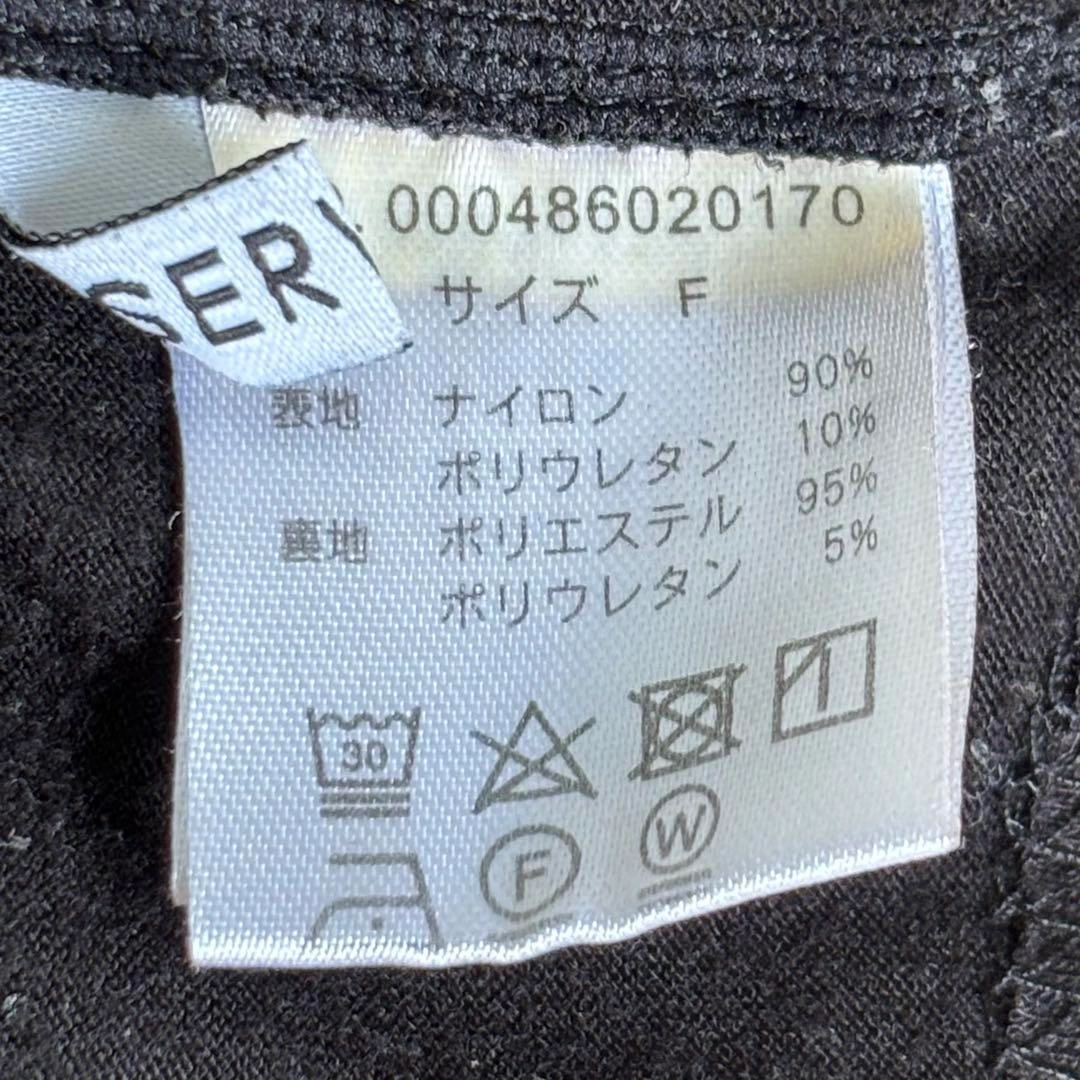 . 000486020170
SER
サイズ F
表地 ナイロン 90%
ポリウレタン 10%
裏地 ポリエステル 95%
ポリウレタン 5%
30
F W